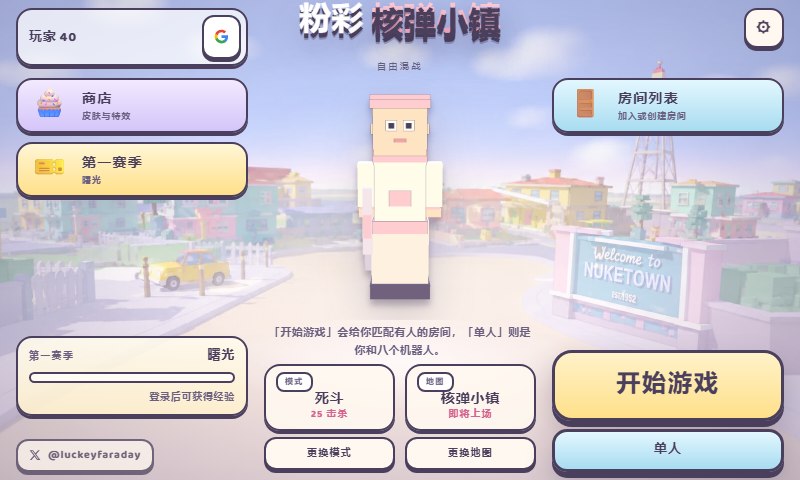 粉彩 核弹小镇
自由混战
玩家 40
商店
皮肤与特效
第一赛季
曙光
房间列表
加入或创建房间
Welcome to
NUKETOWN
est. 1952
「开始游戏」会给你匹配有人的房间，「单人」则是
你和八个机器人。
第一赛季 曙光
登录后可获得经验
模式
死斗
25 击杀
更换模式
地图
核弹小镇
即将上场
更换地图
开始游戏
单人
@luckeyfaraday